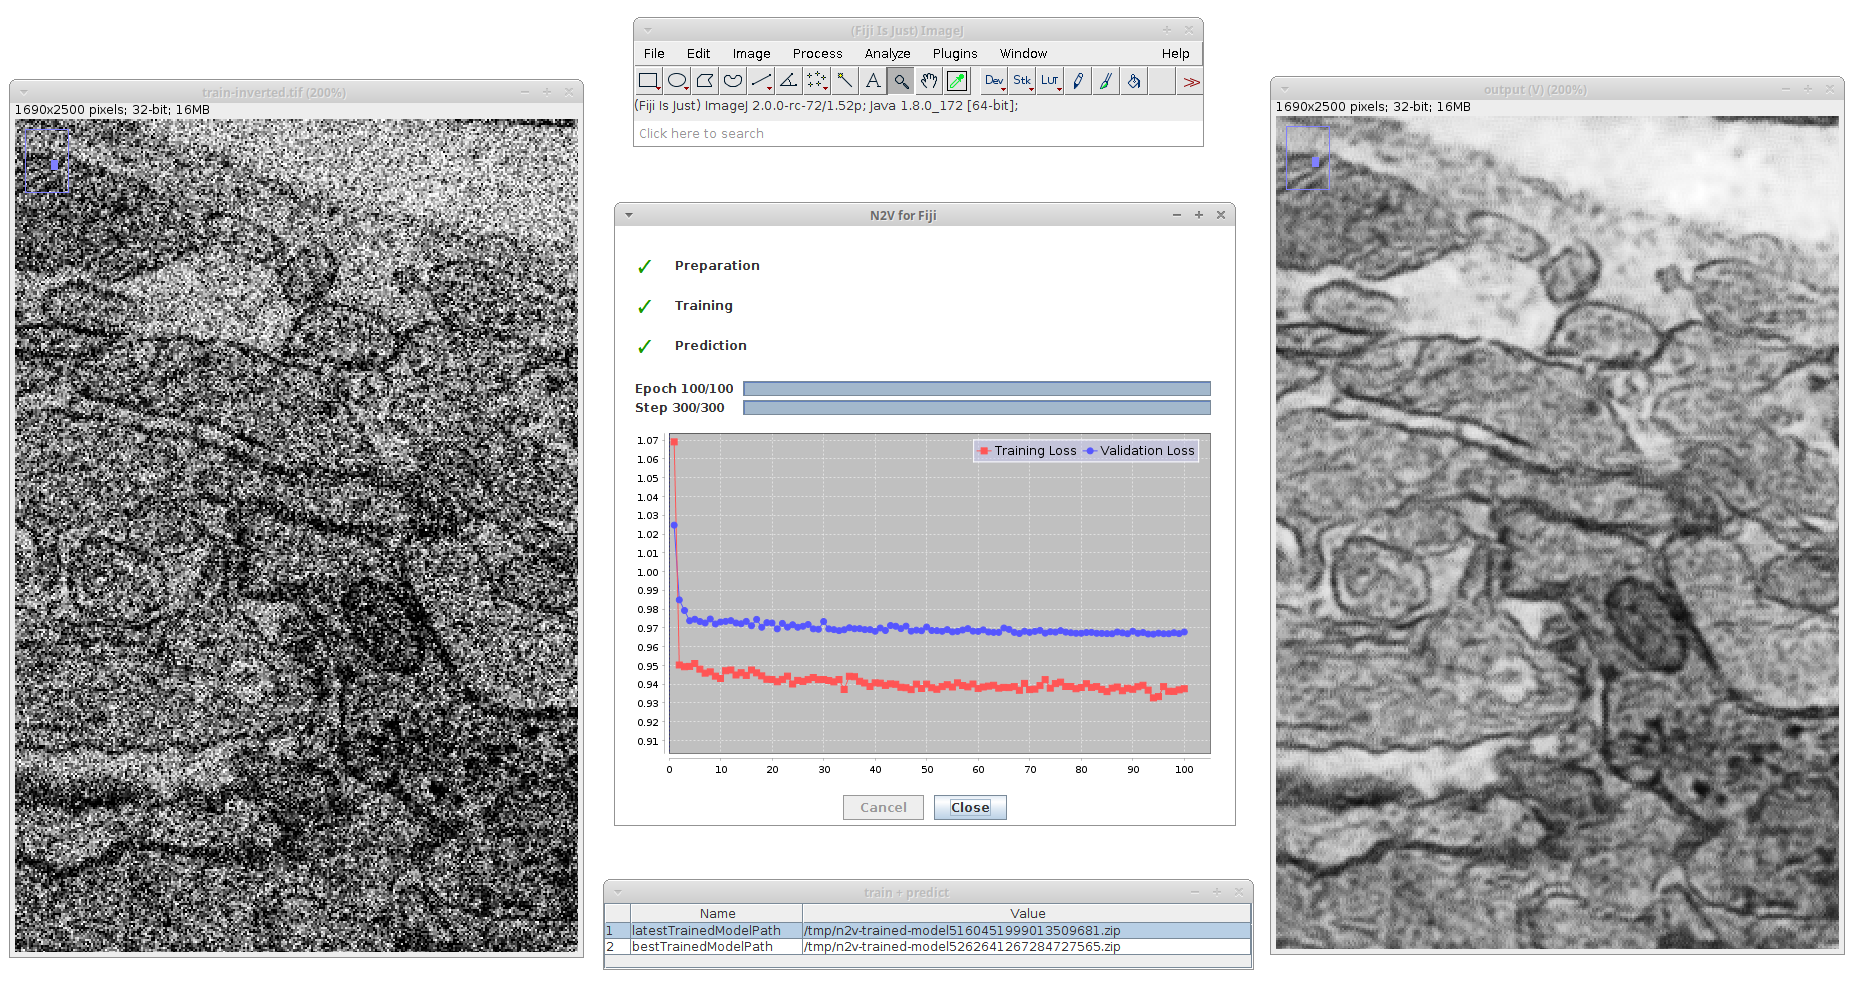 train-inverted.tif (200%)
1690x2500 pixels; 32-bit; 16MB
(Fiji Is Just) ImageJ
File Edit Image Process Analyze Plugins Window Help
A Dev Stk LUT >>
(Fiji Is Just) ImageJ 2.0.0-rc-72/1.52p; Java 1.8.0_172 [64-bit];
Click here to search
N2V for Fiji
Preparation
Training
Prediction
Epoch 100/100
Step 300/300
Training Loss Validation Loss
1.07
1.06
1.05
1.04
1.03
1.02
1.01
1.00
0.99
0.98
0.97
0.96
0.95
0.94
0.93
0.92
0.91
0 10 20 30 40 50 60 70 80 90 100
Cancel Close
train + predict
Name Value
1 latestTrainedModelPath /tmp/n2v-trained-model5160451999013509681.zip
2 bestTrainedModelPath /tmp/n2v-trained-model5262641267284727565.zip
output (V) (200%)
1690x2500 pixels; 32-bit; 16MB